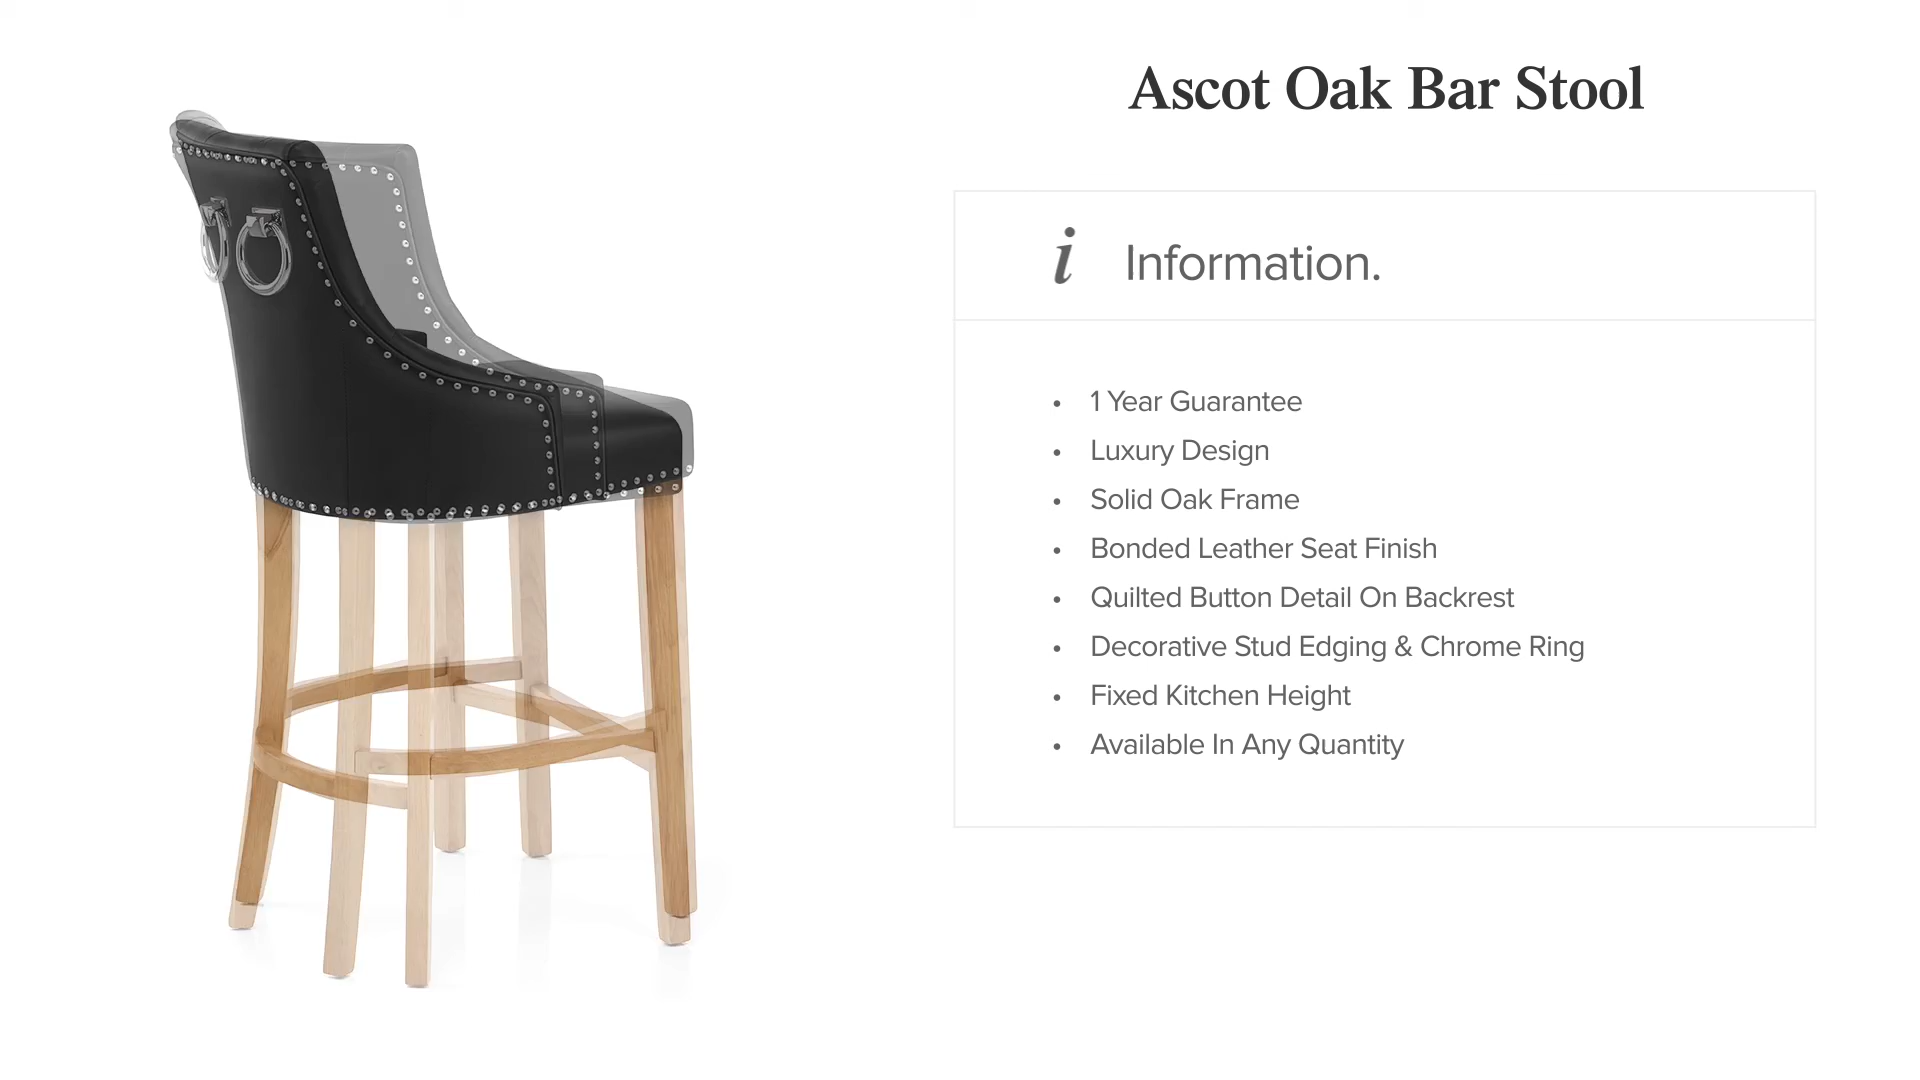 Ascot Oak Bar Stool
i Information.
• 1 Year Guarantee
• Luxury Design
• Solid Oak Frame
• Bonded Leather Seat Finish
• Quilted Button Detail On Backrest
• Decorative Stud Edging & Chrome Ring
• Fixed Kitchen Height
• Available In Any Quantity